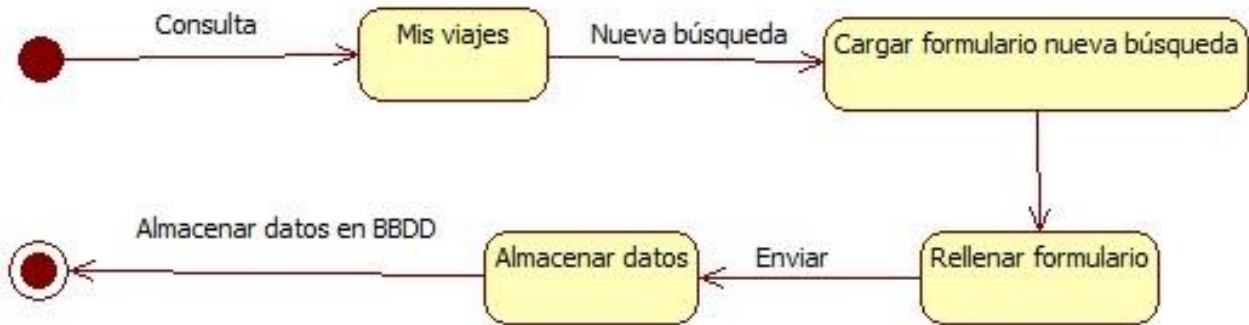 Consulta
Mis viajes
Nueva búsqueda
Cargar formulario nueva búsqueda
Almacenar datos en BBDD
Almacenar datos
Enviar
Rellenar formulario